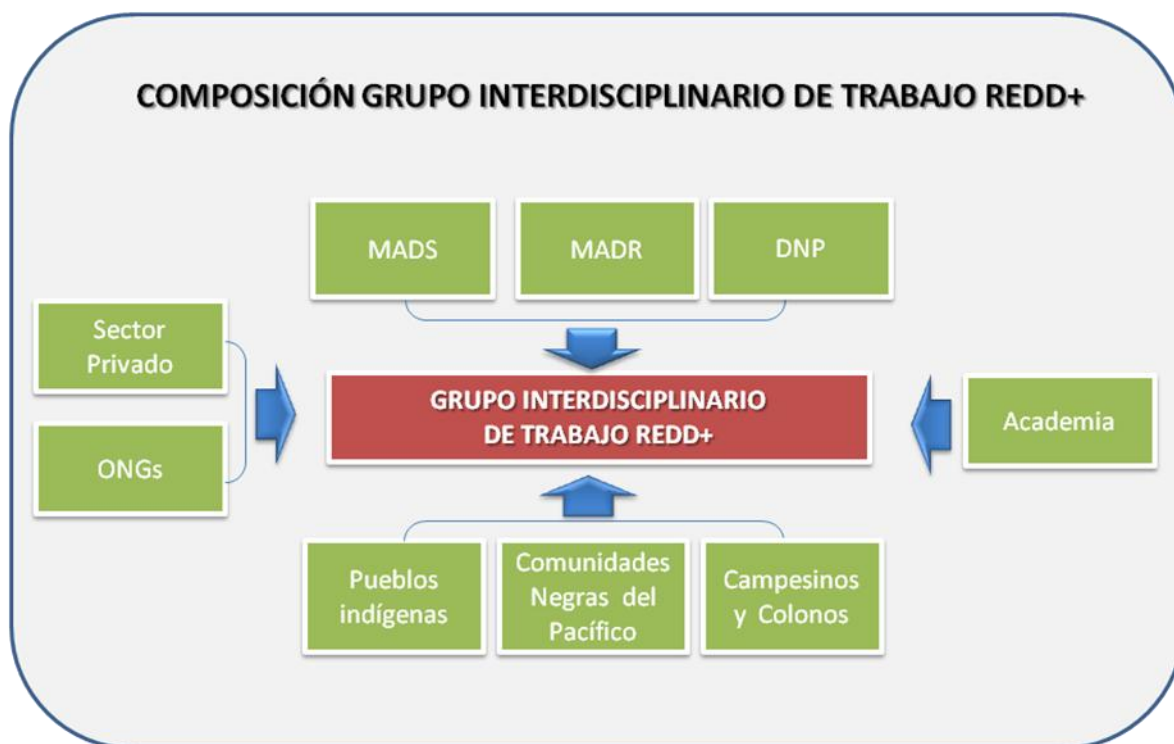 COMPOSICIÓN GRUPO INTERDISCIPLINARIO DE TRABAJO REDD+
MADS
MADR
DNP
Sector
Privado
ONGs
GRUPO INTERDISCIPLINARIO
DE TRABAJO REDD+
Academia
Pueblos
indígenas
Comunidades
Negras del
Pacífico
Campesinos
y Colonos